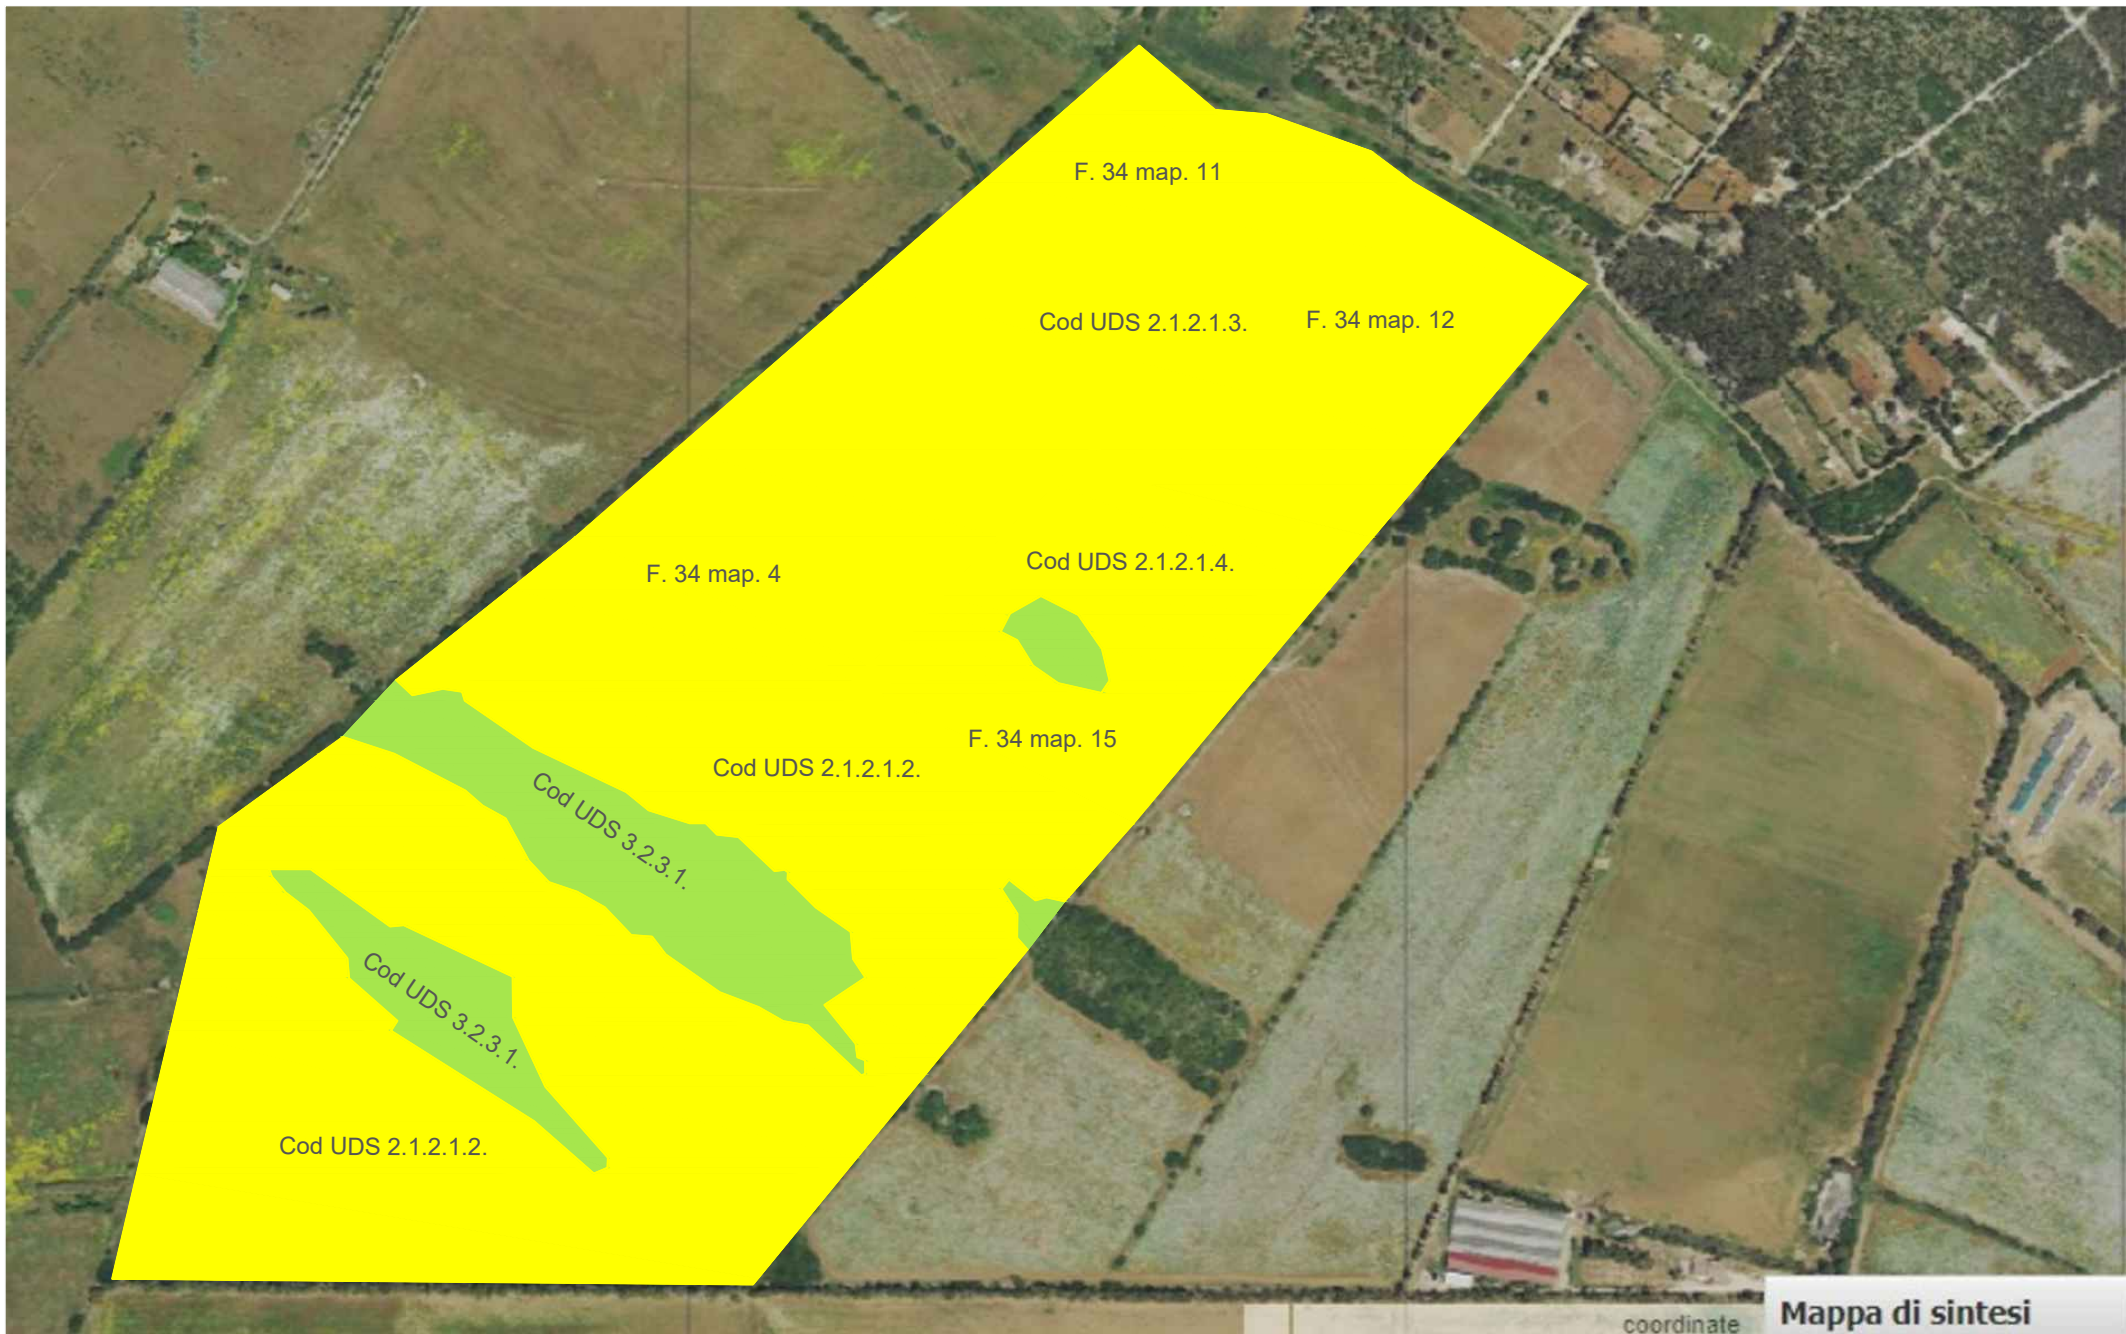 F. 34 map. 11
Cod UDS 2.1.2.1.3.
F. 34 map. 12
Cod UDS 2.1.2.1.4.
F. 34 map. 4
F. 34 map. 15
Cod UDS 2.1.2.1.2.
Cod UDS 3.2.3.1.
Cod UDS 3.2.3.1.
Cod UDS 2.1.2.1.2.
coordinate
Mappa di sintesi